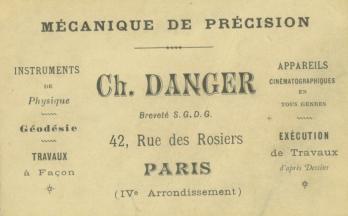 MÉCANIQUE DE PRÉCISION
INSTRUMENTS
DE
Physique
Géodésie
TRAVAUX
à Façon
Ch. DANGER
Breveté S.G.D.G.
42, Rue des Rosiers
PARIS
(IVe Arrondissement)
APPAREILS
CINÉMATOGRAPHIQUES
EN
TOUS GENRES
EXÉCUTION
de Travaux
d'après Dessins